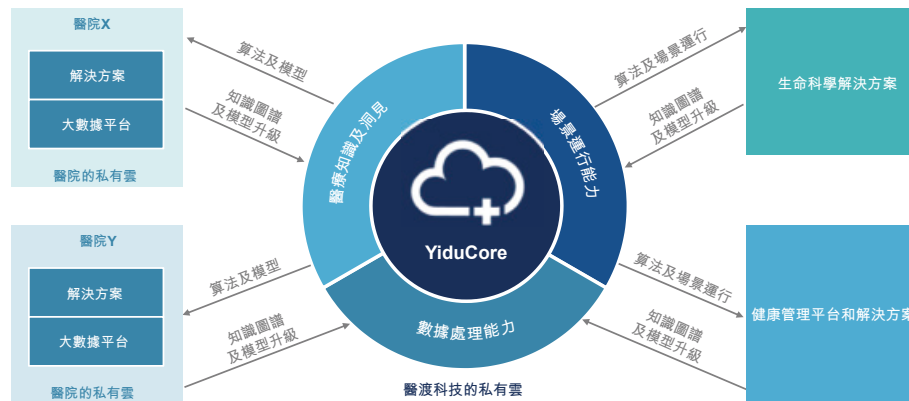 醫院X
解決方案
大數據平台
醫院的私有雲
算法及模型
知識圖譜
及模型升級
醫院Y
解決方案
大數據平台
醫院的私有雲
算法及模型
知識圖譜
及模型升級
醫療知識及洞見
場景運行能力
數據處理能力
YiduCore
醫渡科技的私有雲
算法及場景運行
知識圖譜
及模型升級
生命科學解決方案
算法及場景運行
知識圖譜
及模型升級
健康管理平台和解決方案